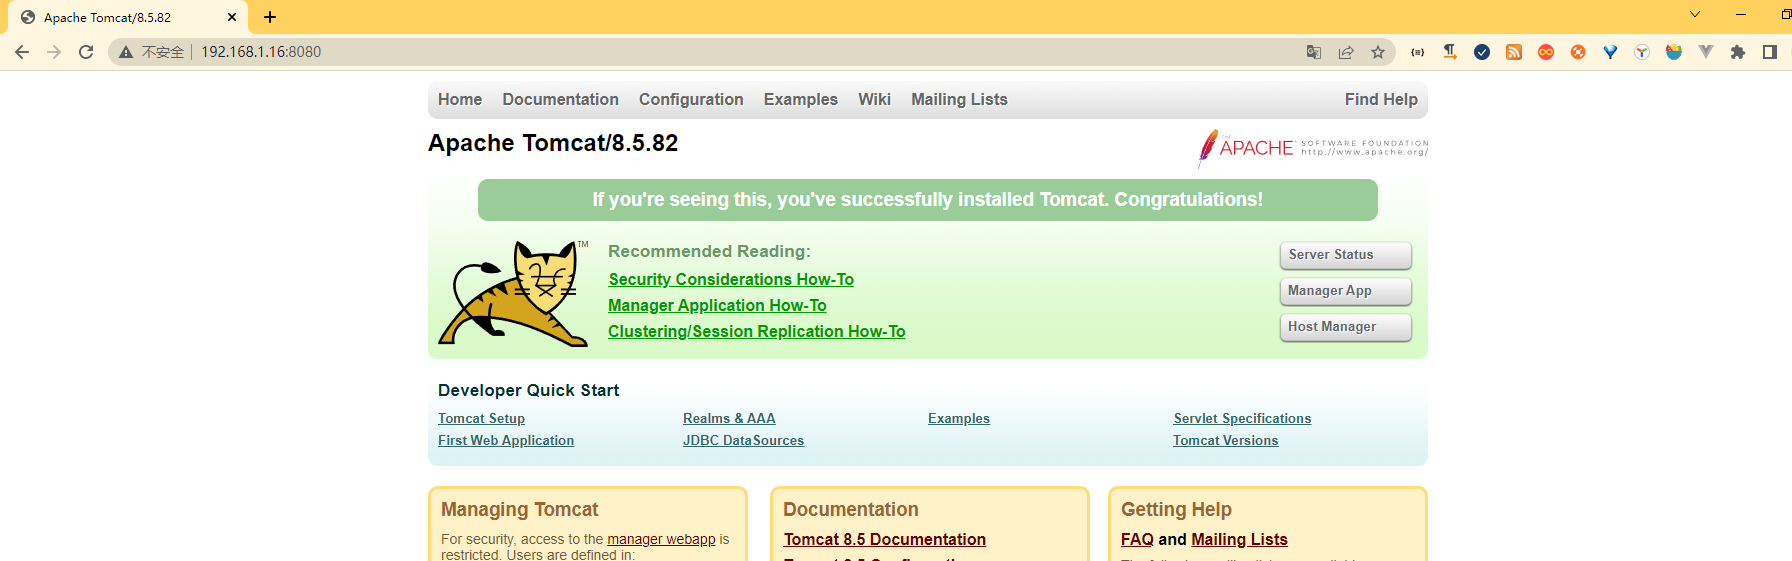 Apache Tomcat/8.5.82
不安全 192.168.1.16:8080
Home Documentation Configuration Examples Wiki Mailing Lists Find Help
Apache Tomcat/8.5.82
THE APACHE SOFTWARE FOUNDATION
http://www.apache.org/
If you're seeing this, you've successfully installed Tomcat. Congratulations!
TM
Recommended Reading:
Security Considerations How-To
Manager Application How-To
Clustering/Session Replication How-To
Server Status
Manager App
Host Manager
Developer Quick Start
Tomcat Setup
First Web Application
Realms & AAA
JDBC DataSources
Examples
Servlet Specifications
Tomcat Versions
Managing Tomcat
For security, access to the manager webapp is
restricted. Users are defined in:
Documentation
Tomcat 8.5 Documentation
Getting Help
FAQ and Mailing Lists